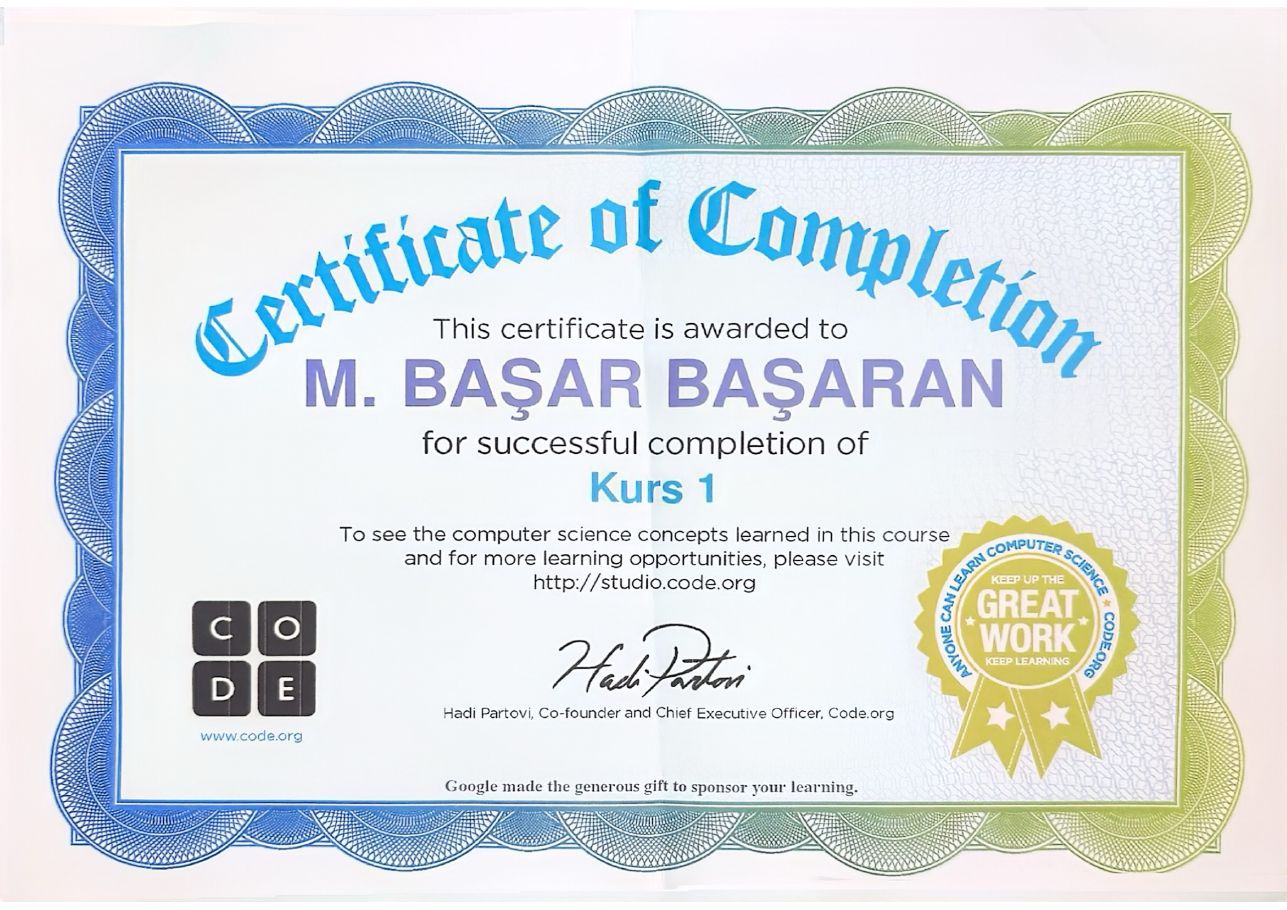 Certificate of Completion
This certificate is awarded to
M. BAŞAR BAŞARAN
for successful completion of
Kurs 1
To see the computer science concepts learned in this course
and for more learning opportunities, please visit
http://studio.code.org
C O
D E
www.code.org
Hadi Partovi
Hadi Partovi, Co-founder and Chief Executive Officer, Code.org
ANYONE CAN LEARN COMPUTER SCIENCE ★ CODE.ORG
KEEP UP THE
GREAT
WORK
KEEP LEARNING
Google made the generous gift to sponsor your learning.